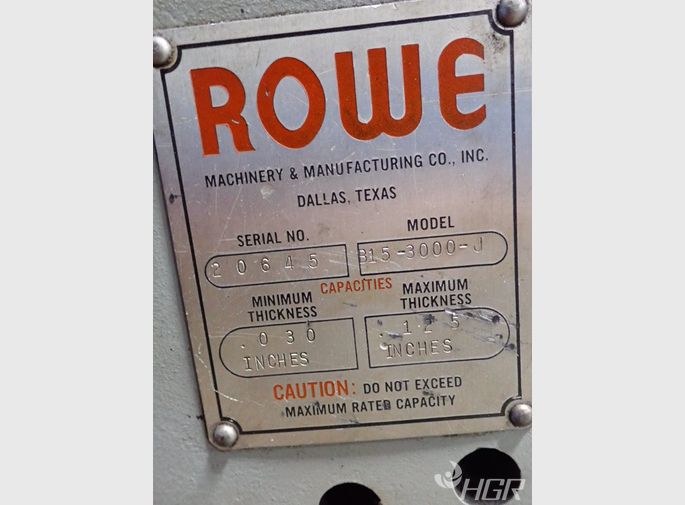 ROWE
MACHINERY & MANUFACTURING CO., INC.
DALLAS, TEXAS
SERIAL NO. MODEL
20645 B15-3000-J
CAPACITIES
MINIMUM THICKNESS MAXIMUM THICKNESS
.030 INCHES .125 INCHES
CAUTION: DO NOT EXCEED
MAXIMUM RATED CAPACITY
HGR